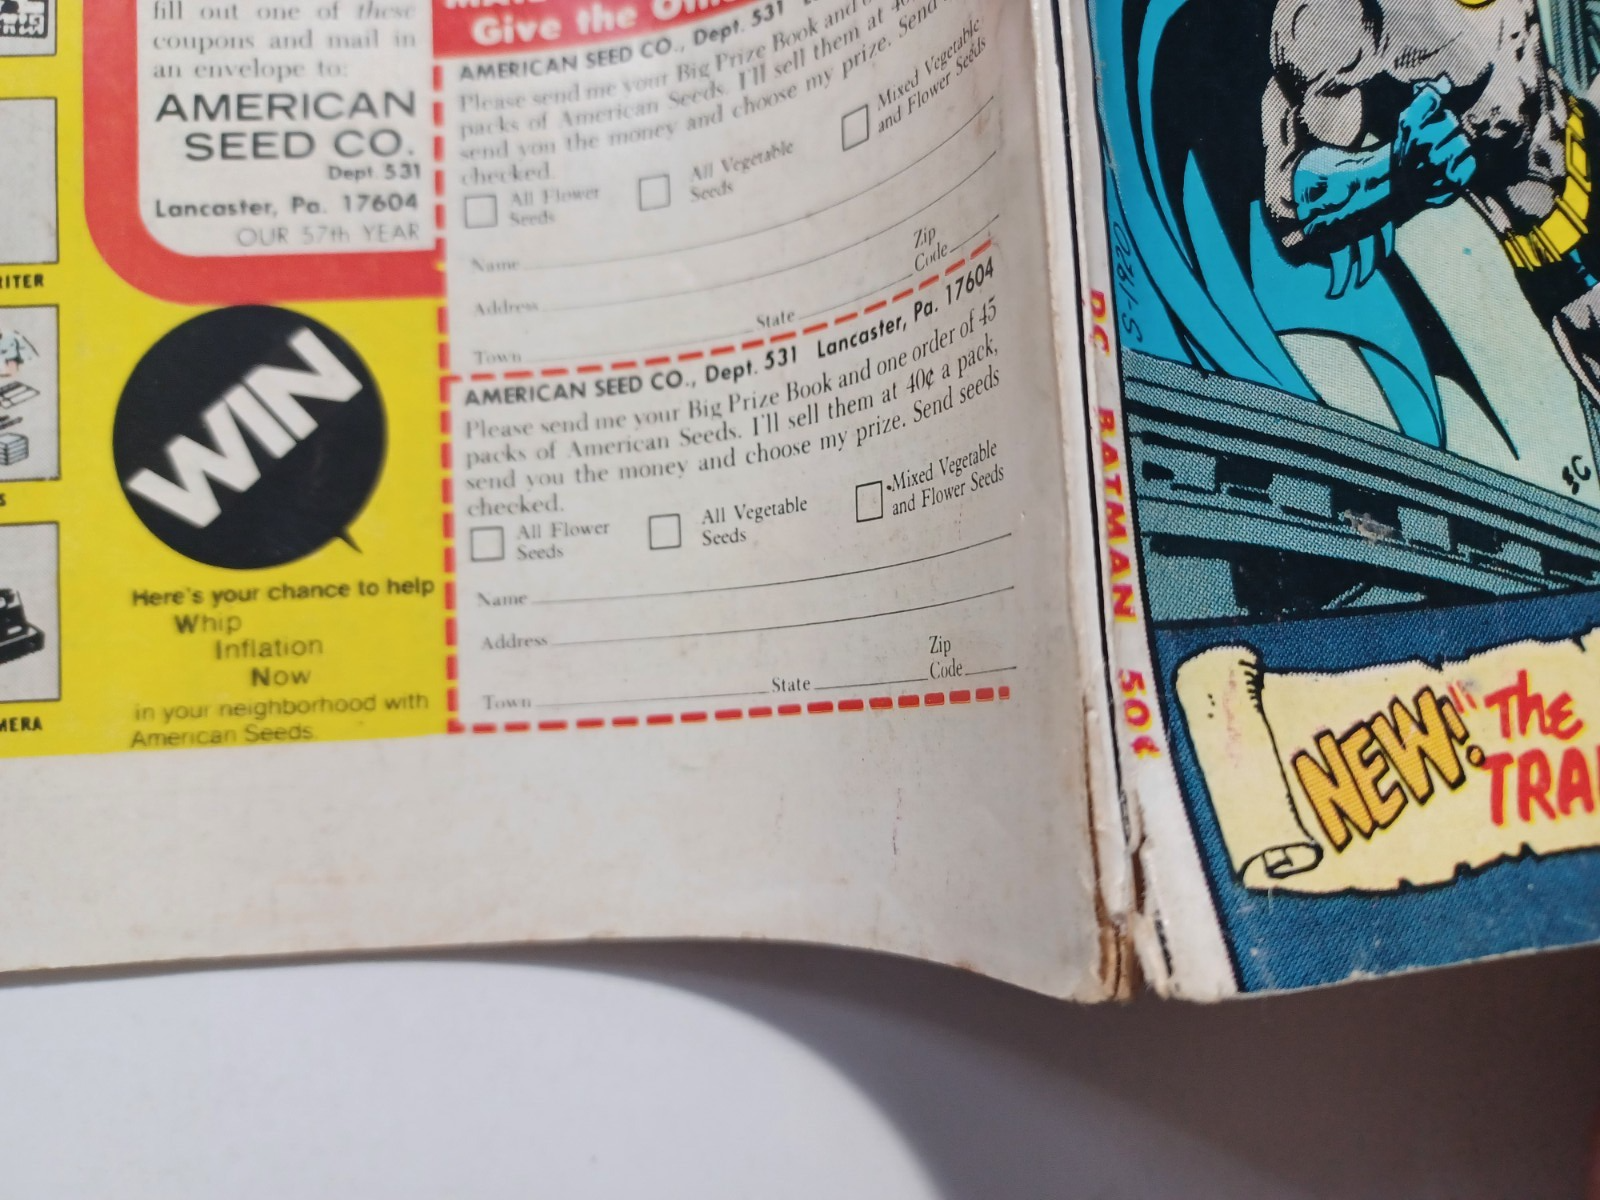 fill out one of these
coupons and mail in
an envelope to:
AMERICAN
SEED CO.
Dept. 531
Lancaster, Pa. 17604
OUR 57th YEAR
WIN
Here's your chance to help
Whip
Inflation
Now
in your neighborhood with
American Seeds.
Give the
AMERICAN SEED CO., Dept. 531
Please send me your Big Prize Book and
packs of American Seeds. I'll sell them at
send you the money and choose my prize. Send
checked.
All Flower
Seeds
All Vegetable
Seeds
Mixed Vegetable
and Flower Seeds
Name
Address
Zip
Town State Code
AMERICAN SEED CO., Dept. 531 Lancaster, Pa. 17604
Please send me your Big Prize Book and one order of 45
packs of American Seeds. I'll sell them at 40¢ a pack,
send you the money and choose my prize. Send seeds
checked.
All Flower
Seeds
All Vegetable
Seeds
Mixed Vegetable
and Flower Seeds
Name
Address
Zip
Town State Code
DC BATMAN 50¢
NEW! "The